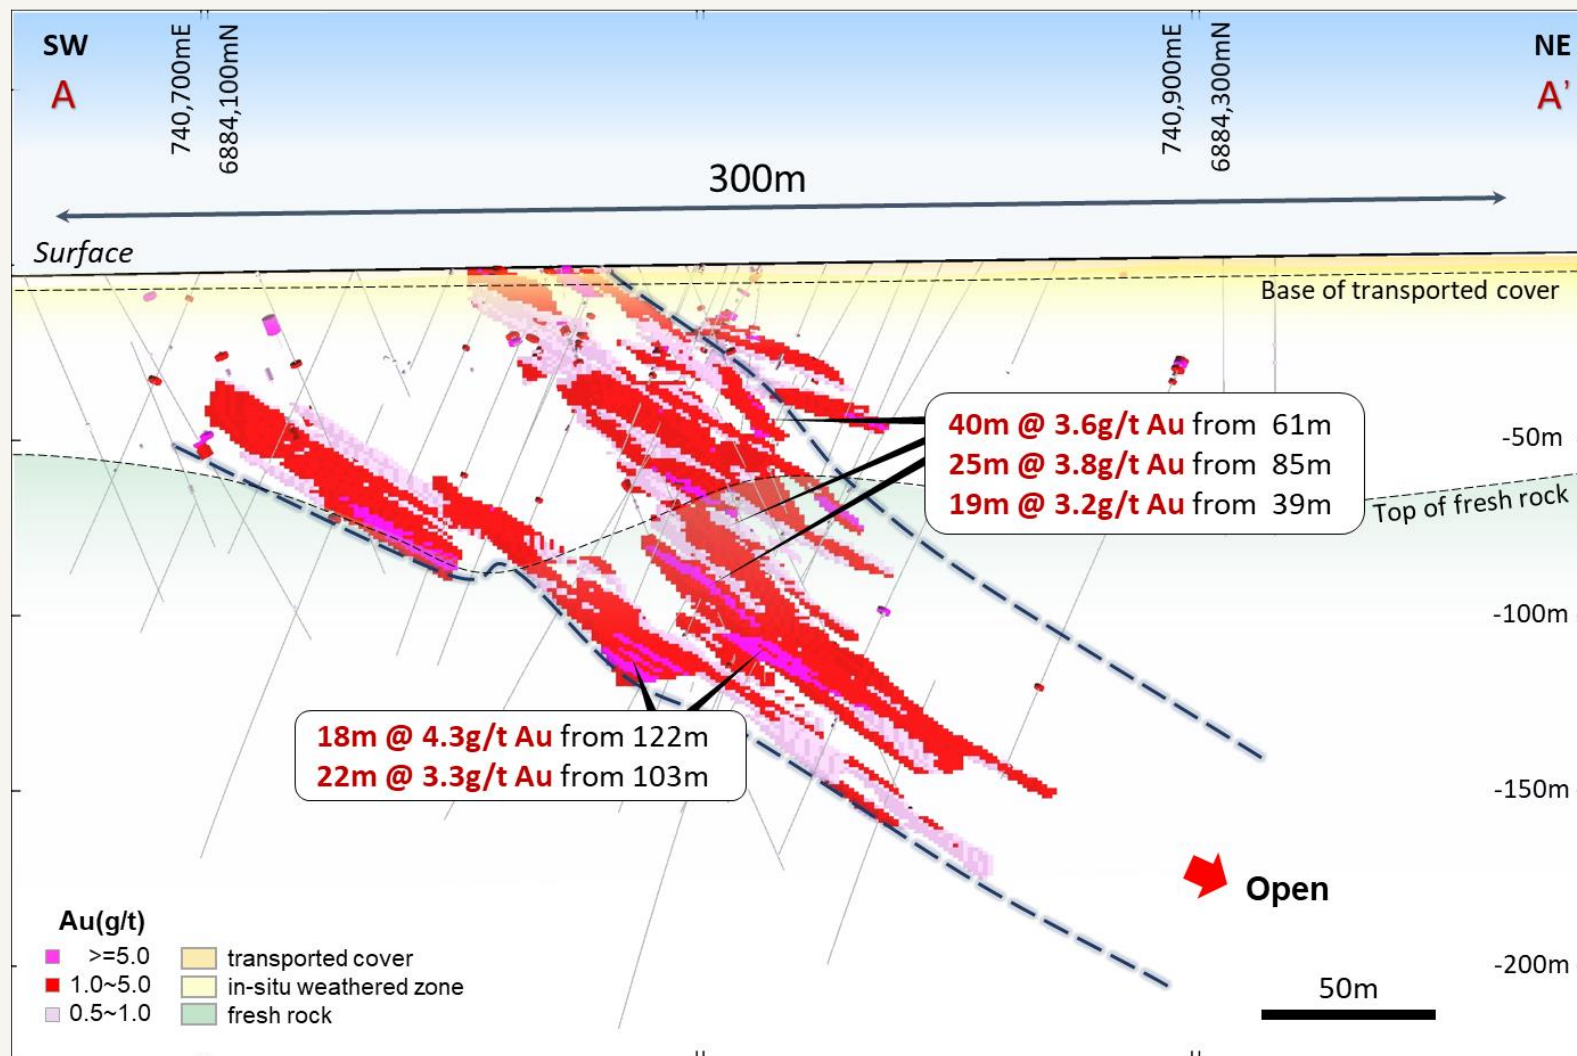 SW
NE
A
A’
740,700mE
6884,100mN
740,900mE
6884,300mN
300m
Surface
Base of transported cover
40m @ 3.6g/t Au from 61m
25m @ 3.8g/t Au from 85m
19m @ 3.2g/t Au from 39m
-50m
Top of fresh rock
-100m
18m @ 4.3g/t Au from 122m
22m @ 3.3g/t Au from 103m
-150m
Open
-200m
50m
Au(g/t)
>=5.0
1.0~5.0
0.5~1.0
transported cover
in-situ weathered zone
fresh rock